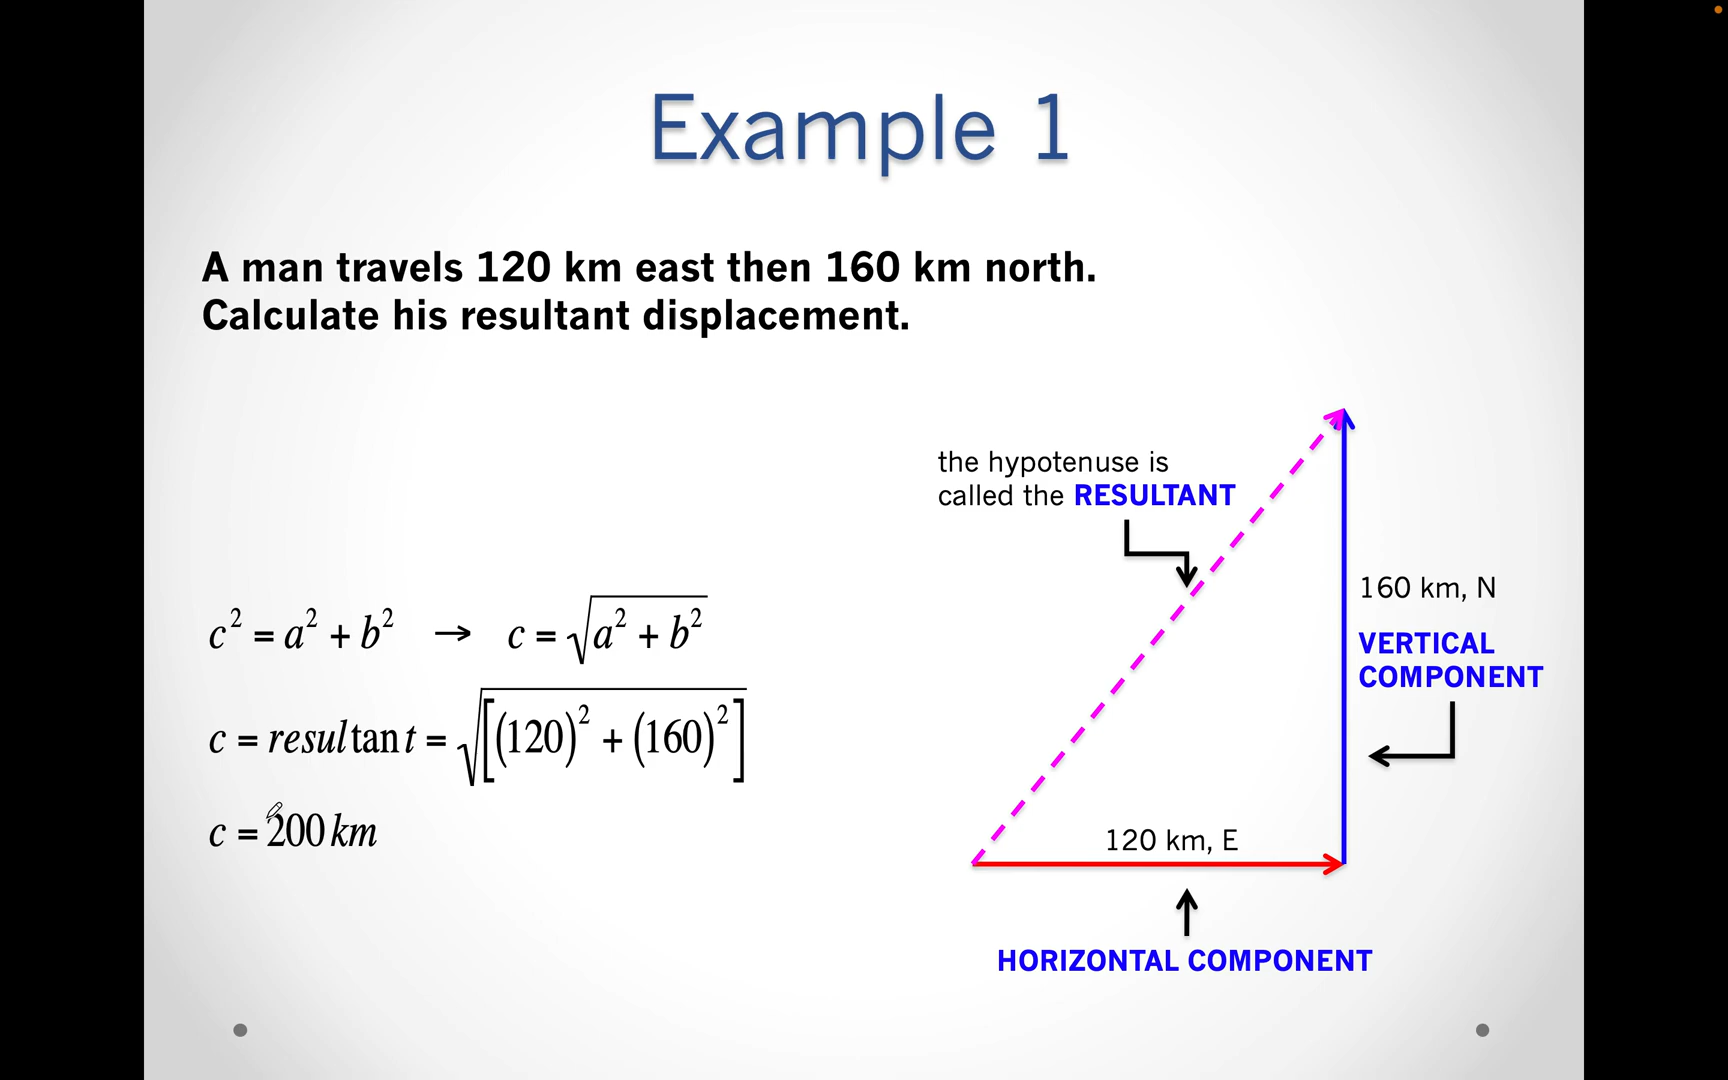 Example 1
A man travels 120 km east then 160 km north.
Calculate his resultant displacement.
the hypotenuse is
called the RESULTANT
160 km, N
VERTICAL
COMPONENT
c² = a² + b² → c = √(a² + b²)
c = resultant = √[(120)² + (160)²]
c = 200 km
120 km, E
HORIZONTAL COMPONENT